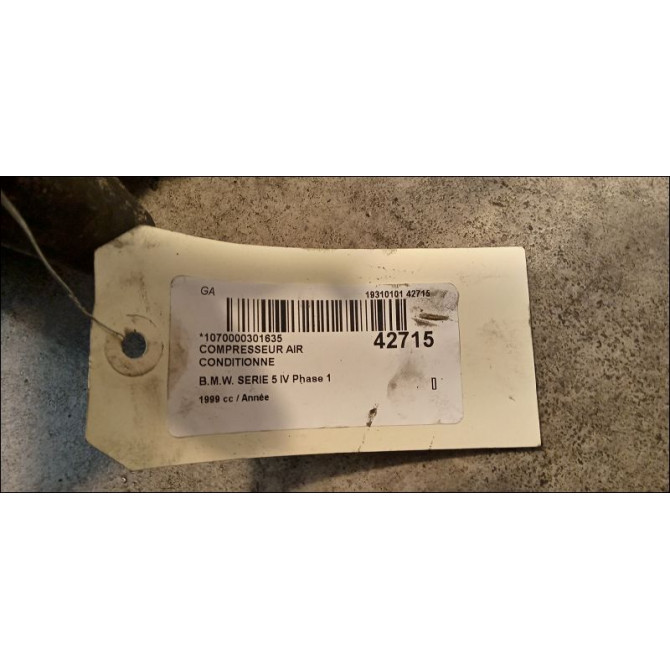 GA
19310101 42715
*1070000301635
42715
COMPRESSEUR AIR
CONDITIONNE
B.M.W. SERIE 5 IV Phase 1
1999 cc / Année